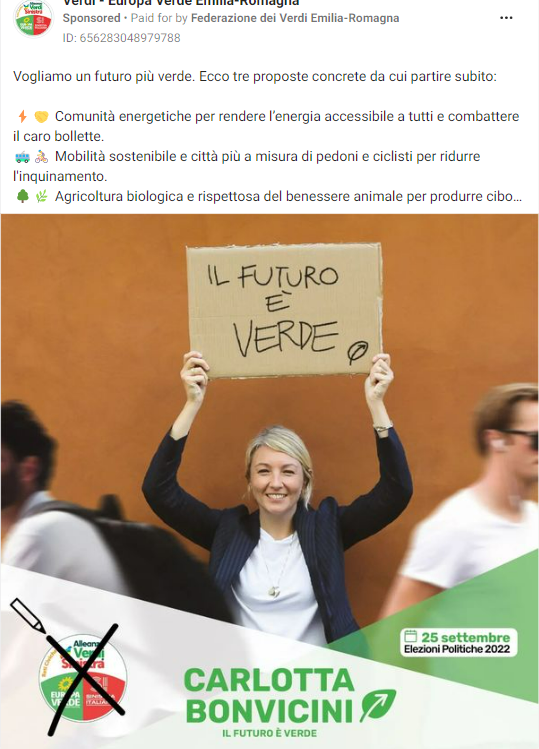 Verdi - Europa Verde Emilia-Romagna
Sponsored • Paid for by Federazione dei Verdi Emilia-Romagna
ID: 656283048979788
Vogliamo un futuro più verde. Ecco tre proposte concrete da cui partire subito:
⚡ 🤝 Comunità energetiche per rendere l’energia accessibile a tutti e combattere
il caro bollette.
🚎 🚴 Mobilità sostenibile e città più a misura di pedoni e ciclisti per ridurre
l'inquinamento.
🌳 🌿 Agricoltura biologica e rispettosa del benessere animale per produrre cibo...
IL FUTURO
È
VERDE
25 settembre
Elezioni Politiche 2022
Alleanza
Verdi
Sinistra
EUROPA
VERDE
SINISTRA
ITALIANA
CARLOTTA
BONVICINI
IL FUTURO È VERDE